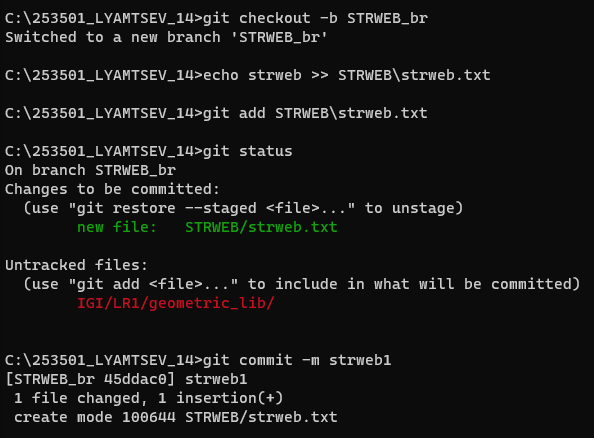 C:\253501_LYAMTSEV_14>git checkout -b STRWEB_br
Switched to a new branch 'STRWEB_br'
C:\253501_LYAMTSEV_14>echo strweb >> STRWEB\strweb.txt
C:\253501_LYAMTSEV_14>git add STRWEB\strweb.txt
C:\253501_LYAMTSEV_14>git status
On branch STRWEB_br
Changes to be committed:
  (use "git restore --staged <file>..." to unstage)
        new file:   STRWEB/strweb.txt
Untracked files:
  (use "git add <file>..." to include in what will be committed)
        IGI/LR1/geometric_lib/
C:\253501_LYAMTSEV_14>git commit -m strweb1
[STRWEB_br 45ddac0] strweb1
 1 file changed, 1 insertion(+)
 create mode 100644 STRWEB/strweb.txt